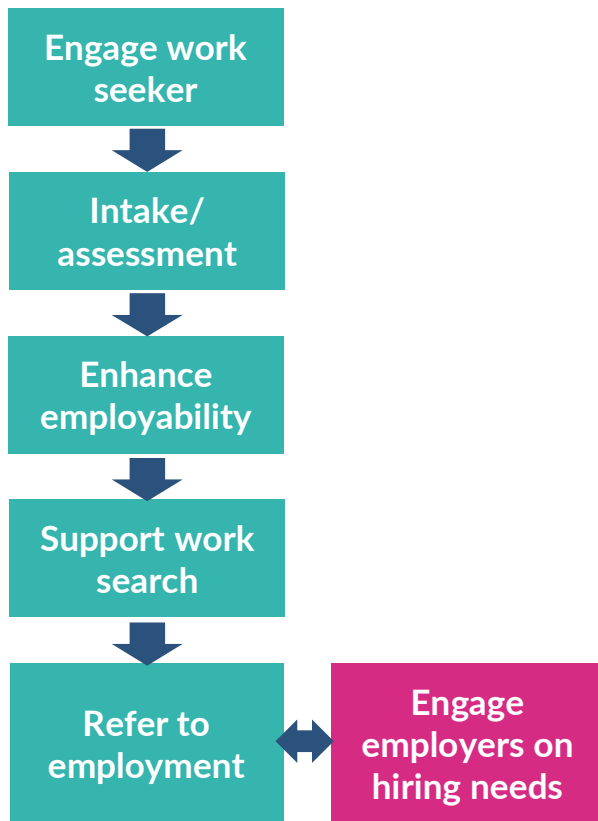 Engage work
seeker
Intake/
assessment
Enhance
employability
Support work
search
Refer to
employment
Engage
employers on
hiring needs